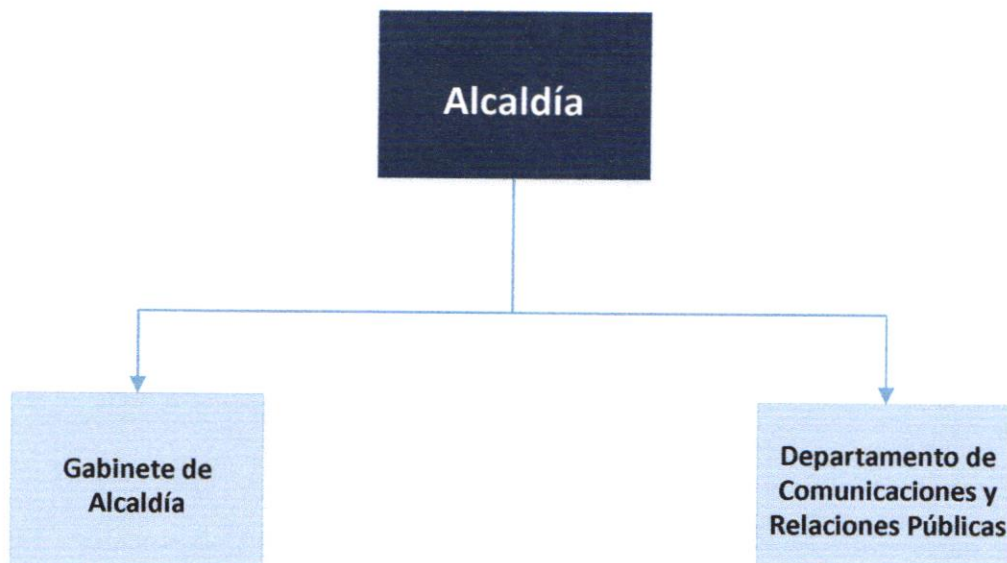 Alcaldía
Gabinete de
Alcaldía
Departamento de
Comunicaciones y
Relaciones Públicas